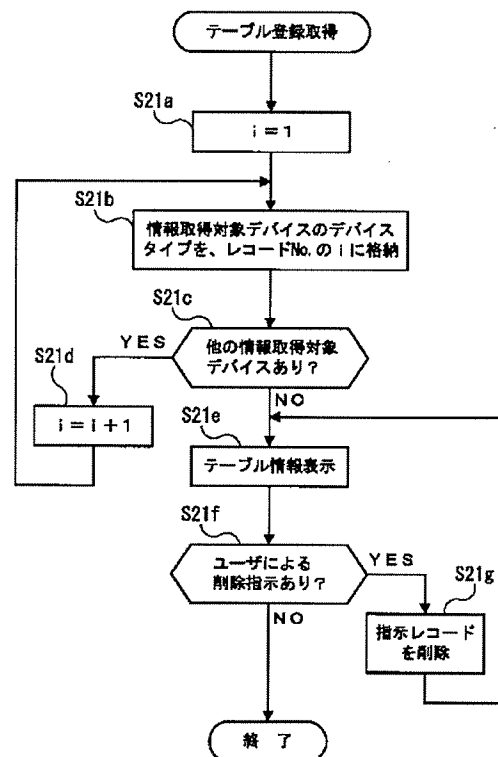 テーブル登録取得
S21a
i=1
S21b
情報取得対象デバイスのデバイス
タイプを、レコードNo.のiに格納
S21c
他の情報取得対象
デバイスあり?
YES
NO
S21d
i=i+1
S21e
テーブル情報表示
S21f
ユーザによる
削除指示あり?
YES
NO
S21g
指示レコード
を削除
終了